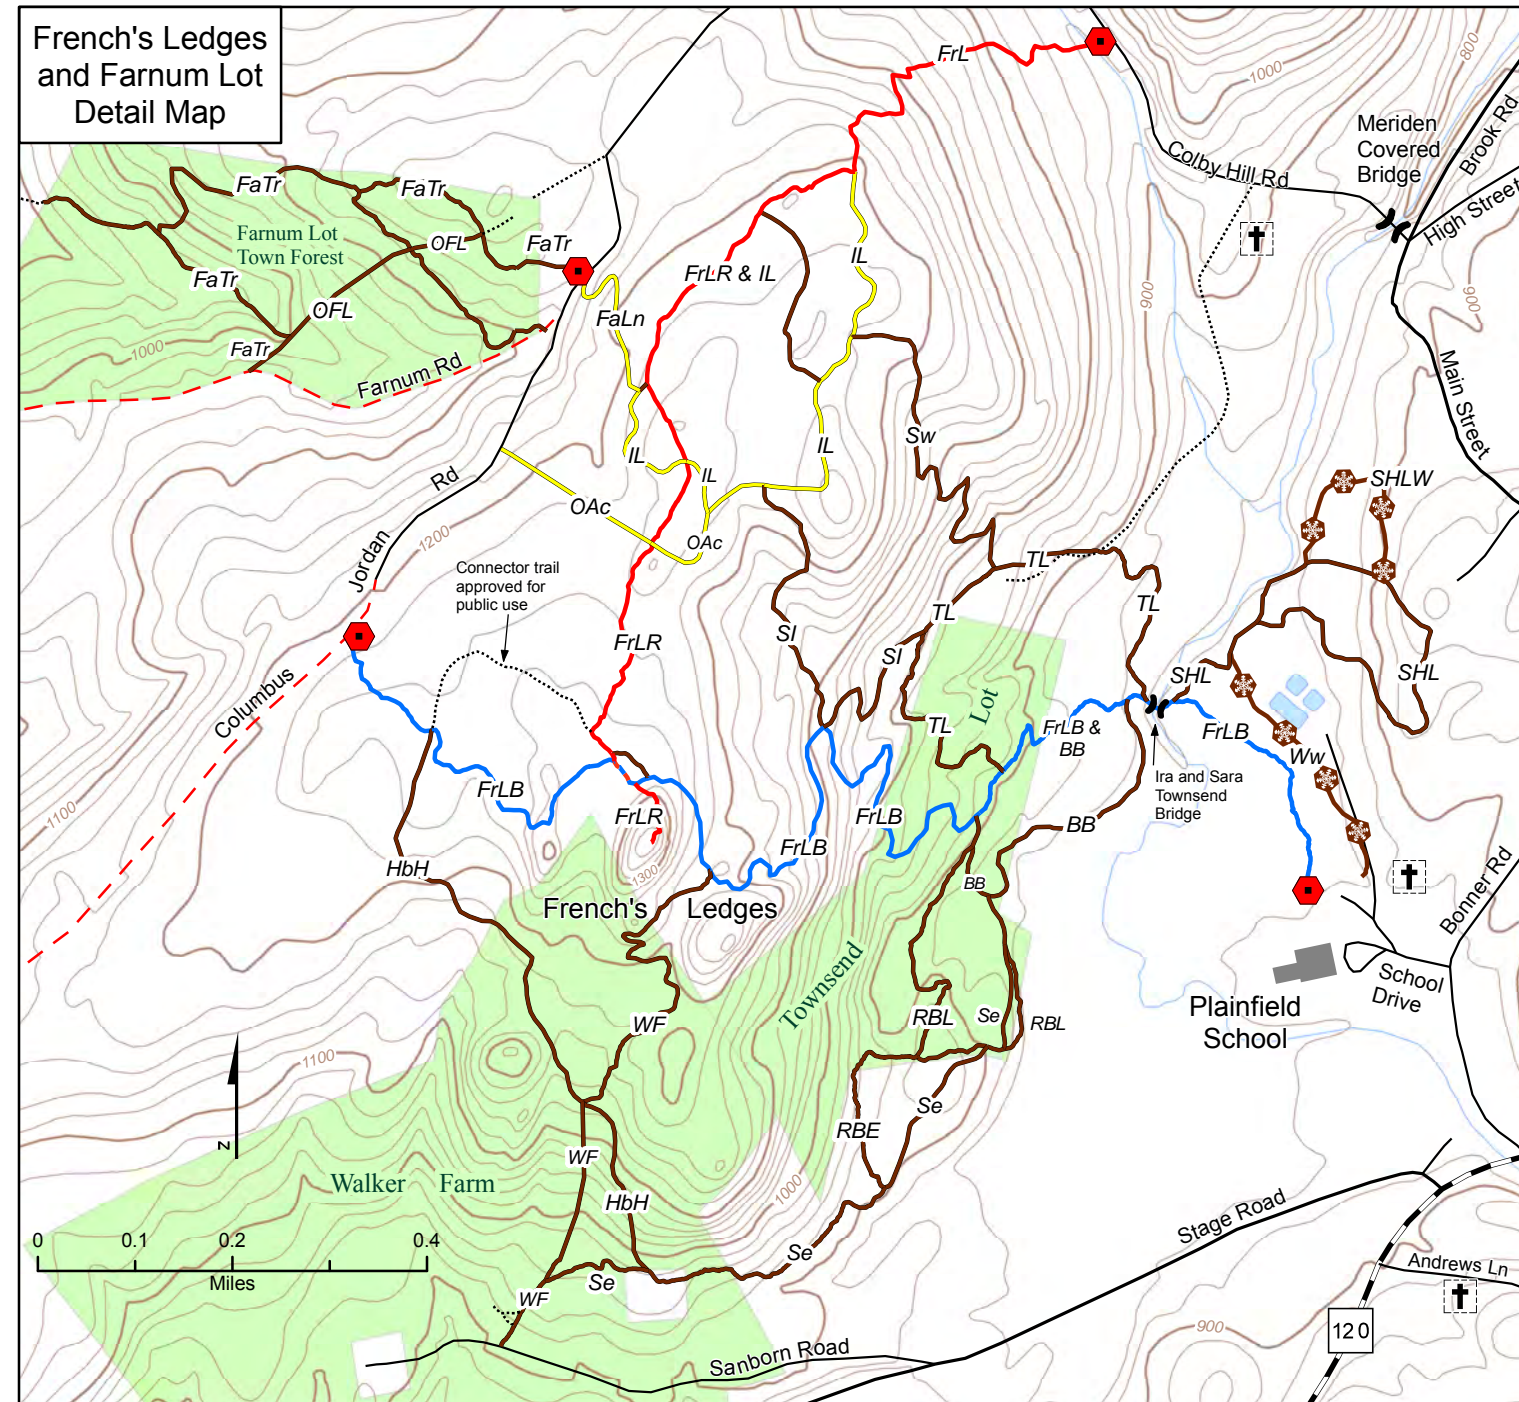 French's Ledges
and Farnum Lot
Detail Map
FrL
1000
800
Meriden
Covered
Bridge
Brook Rd
Colby Hill Rd
High Street
FaTr
FaTr
Farnum Lot
Town Forest
OFL
FaTr
FaTr
OFL
FaTr
1000
Farnum Rd
FaLn
FrLR & IL
IL
900
900
Main Street
Sw
IL
IL
IL
Rd
OAc
OAc
SHLW
1200
Jordan
Connector trail
approved for
public use
TL
TL
TL
FrLR
SI
SI
SHL
SHL
Columbus
Lot
TL
FrLB &
BB
FrLB
Ww
Ira and Sara
Townsend
Bridge
FrLB
FrLR
FrLB
FrLB
BB
1100
HbH
1300
BB
French's
Ledges
Bonner Rd
Townsend
School
Drive
Plainfield
School
WF
RBL
Se
RBL
1100
N
Se
RBE
WF
HbH
Walker Farm
1000
Stage Road
0
0.1
0.2
0.4
Miles
Se
Se
WF
Andrews Ln
900
120
Sanborn Road